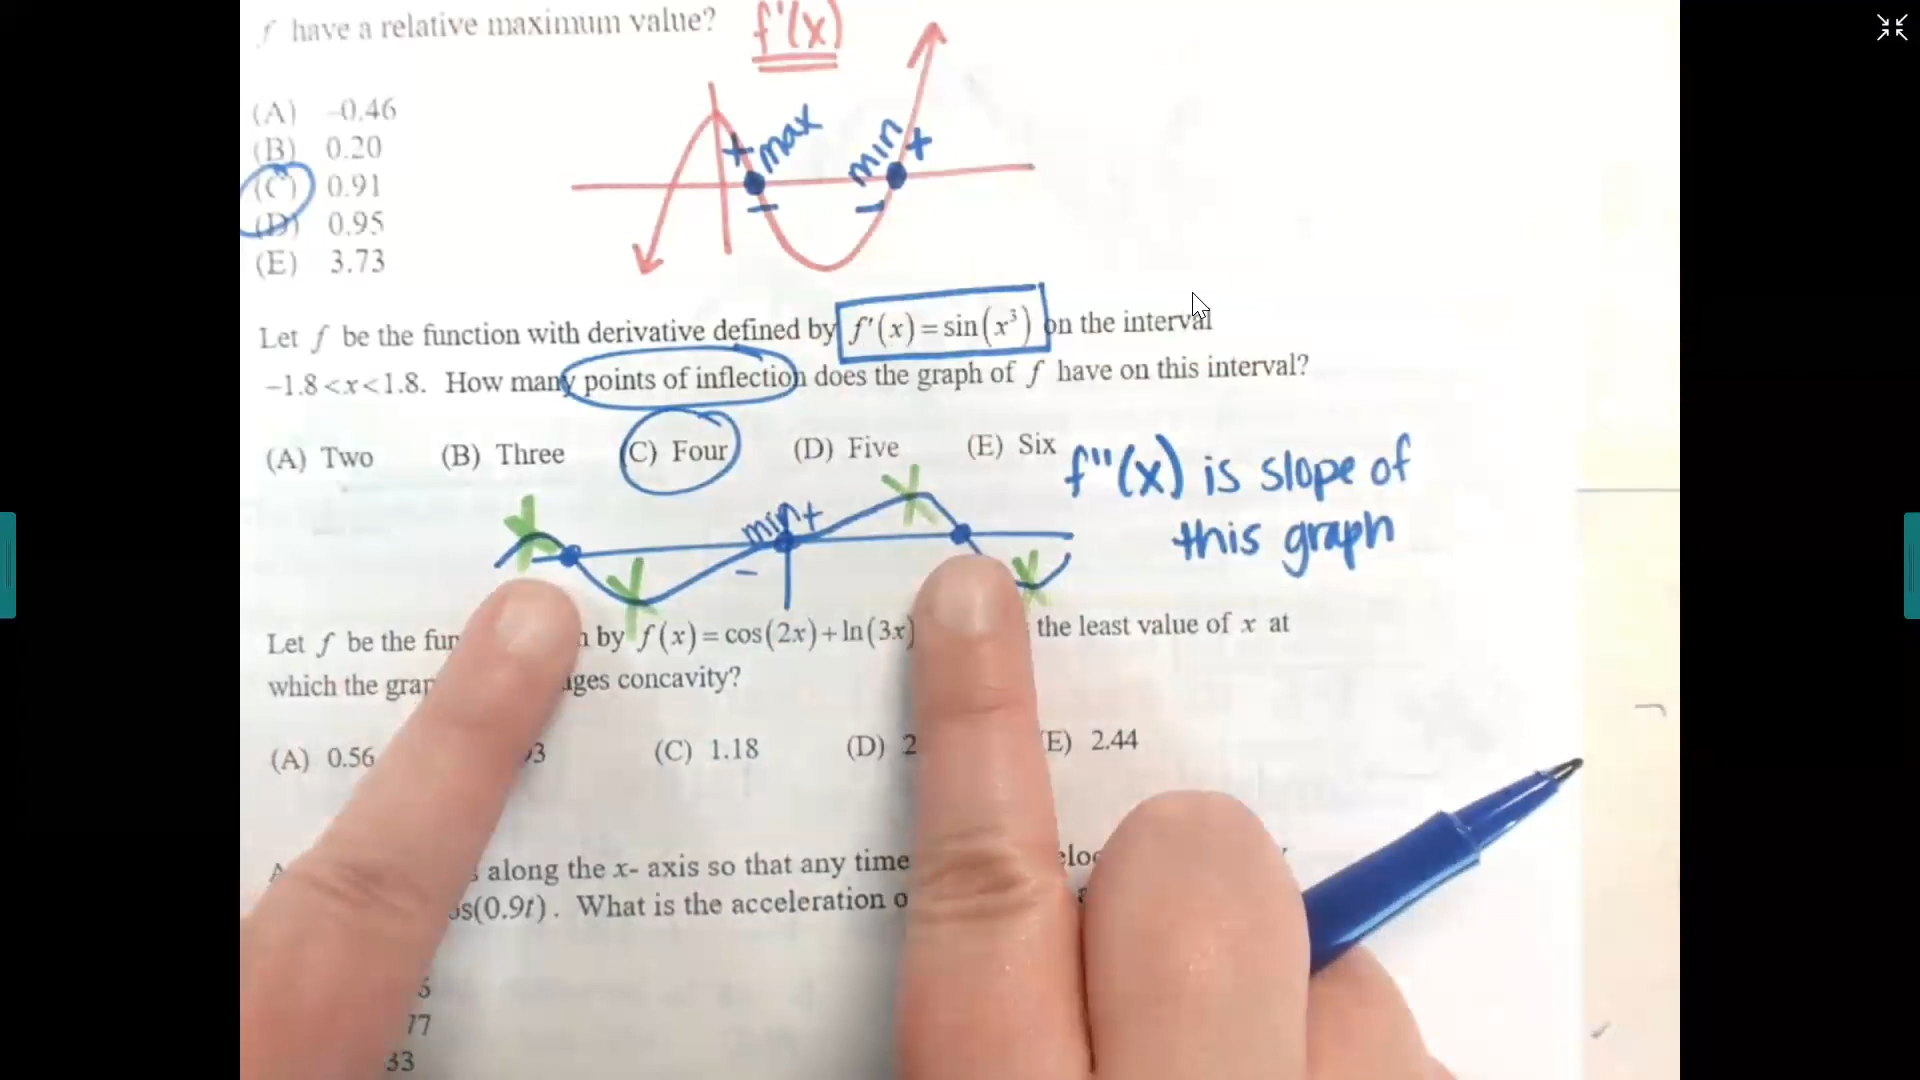 f have a relative maximum value?
f'(x)
(A) -0.46
(B) 0.20
(C) 0.91
(D) 0.95
(E) 3.73
+ max min +
Let f be the function with derivative defined by f'(x) = sin(x³) on the interval
-1.8 < x < 1.8. How many points of inflection does the graph of f have on this interval?
(A) Two (B) Three (C) Four (D) Five (E) Six
f''(x) is slope of
this graph
min +
Let f be the by f(x) = cos(2x) + ln(3x) the least value of x at
which the concavity?
(A) 0.56 (C) 1.18 (D) 2 (E) 2.44
along the x- axis so that any time
(0.9t). What is the acceleration
77
33